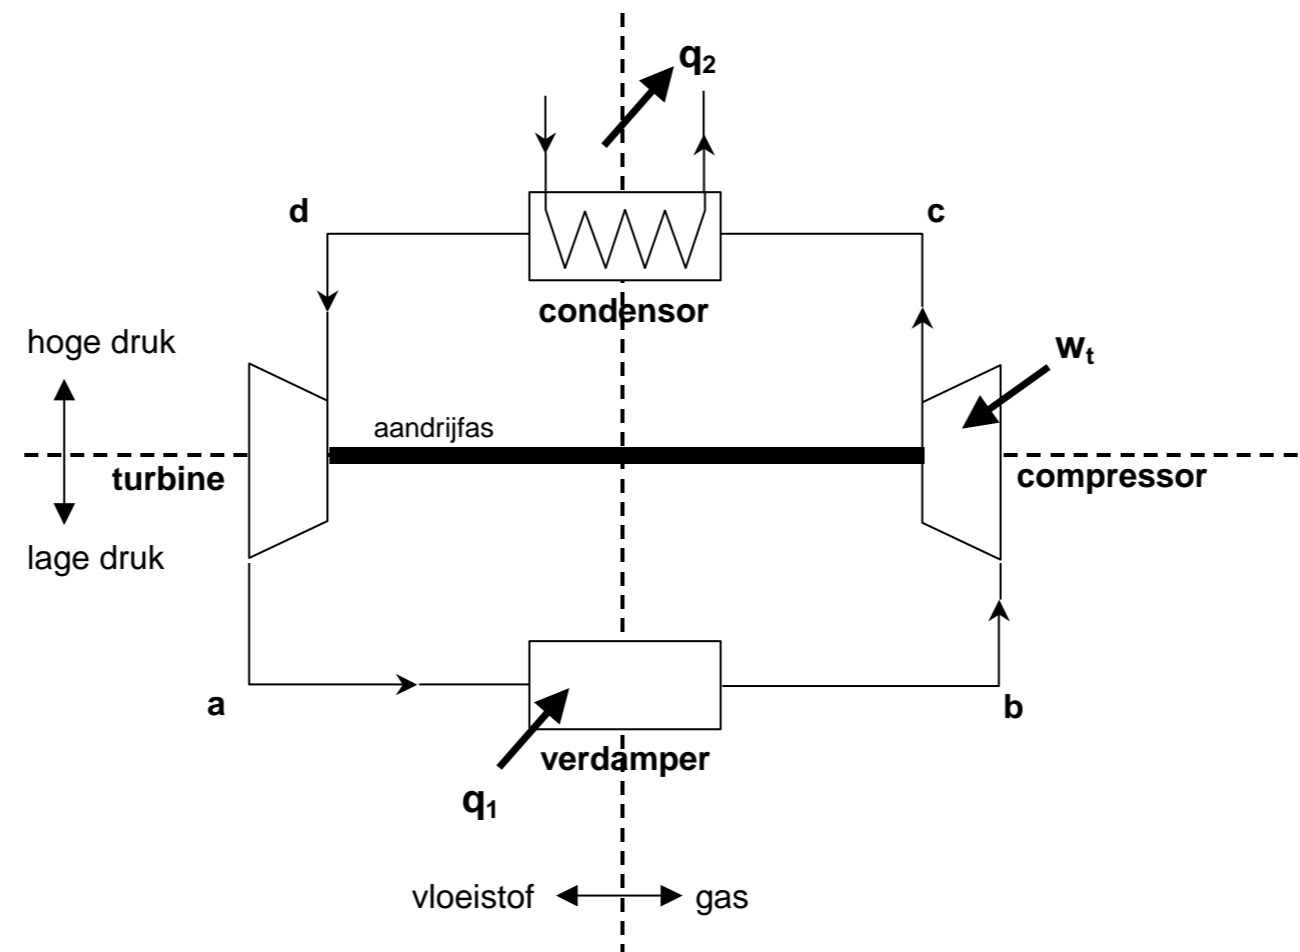 q₂
d
c
condensor
hoge druk
wₜ
aandrijfas
turbine
compressor
lage druk
a
b
verdamper
q₁
vloeistof
gas